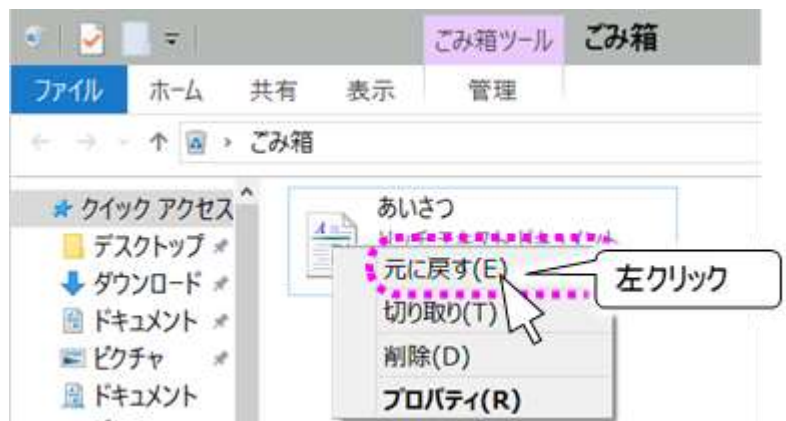 ごみ箱ツール ごみ箱
ファイル ホーム 共有 表示 管理
ごみ箱
クイック アクセス
デスクトップ
ダウンロード
ドキュメント
ピクチャ
ドキュメント
あいさつ
元に戻す(E)
切り取り(T)
削除(D)
プロパティ(R)
左クリック